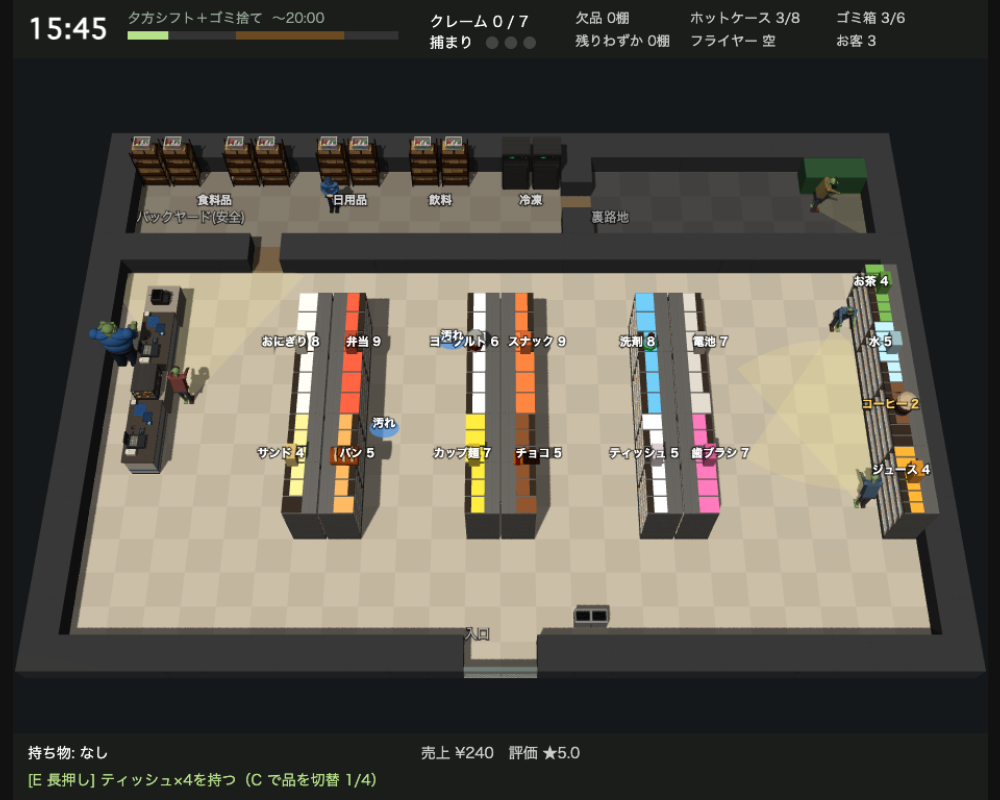 15:45
夕方シフト＋ゴミ捨て ～20:00
クレーム 0 / 7
捕まり
欠品 0棚
残りわずか 0棚
ホットケース 3/8
フライヤー 空
ゴミ箱 3/6
お客 3
食料品
日用品
飲料
冷凍
バックヤード(安全)
裏路地
お茶 4
おにぎり 8
弁当 9
汚れ
スナック 9
洗剤 8
電池 7
水 5
コーヒー 2
汚れ
サンド 4
パン 5
カップ麺 7
チョコ 5
ティッシュ 5
歯ブラシ 7
ジュース 4
入口
持ち物: なし
売上 ¥240 評価 ★5.0
[E 長押し] ティッシュ×4を持つ（C で品を切替 1/4）